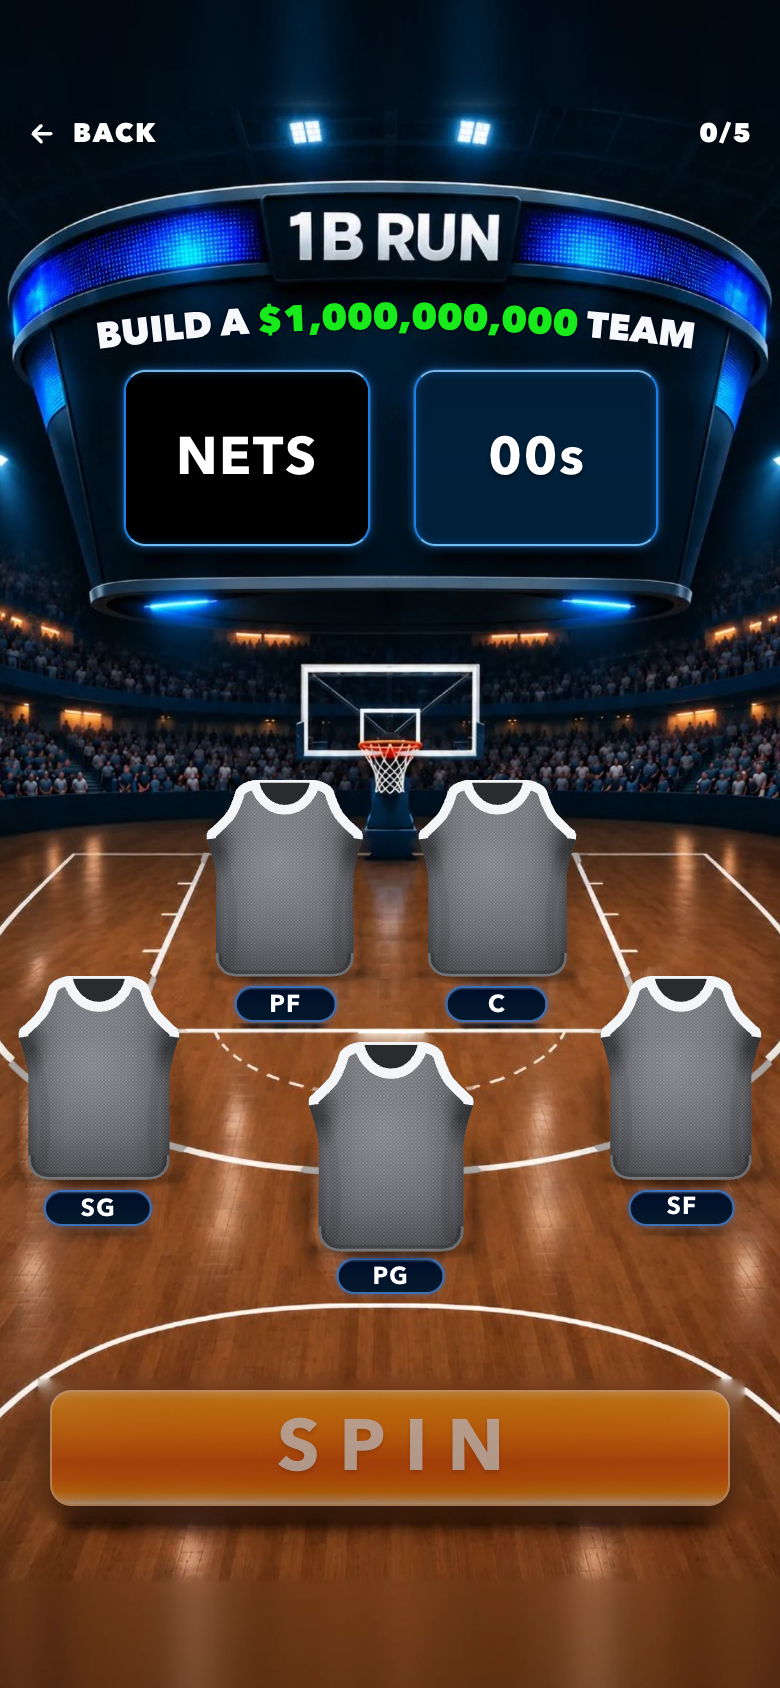 ← BACK
0/5
1B RUN
BUILD A $1,000,000,000 TEAM
NETS
00s
PF
C
SG
SF
PG
SPIN